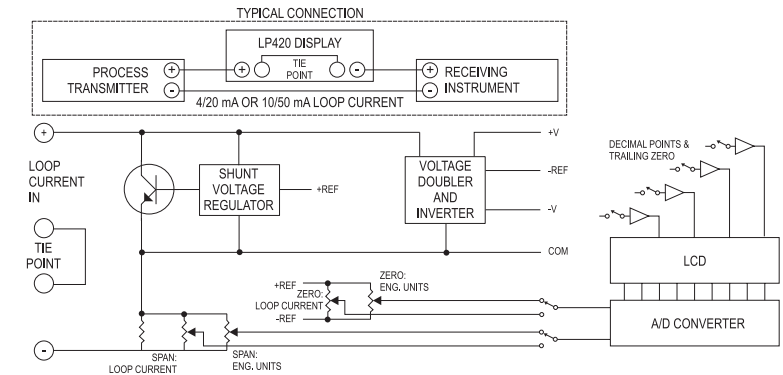 TYPICAL CONNECTION
LP420 DISPLAY
TIE
POINT
PROCESS
TRANSMITTER
+
-
+
-
+
-
RECEIVING
INSTRUMENT
4/20 mA OR 10/50 mA LOOP CURRENT
+
LOOP
CURRENT
IN
TIE
POINT
-
SHUNT
VOLTAGE
REGULATOR
+REF
VOLTAGE
DOUBLER
AND
INVERTER
+V
-REF
-V
COM
DECIMAL POINTS &
TRAILING ZERO
LCD
A/D CONVERTER
+REF
ZERO:
LOOP CURRENT
-REF
ZERO:
ENG. UNITS
SPAN:
LOOP CURRENT
SPAN:
ENG. UNITS